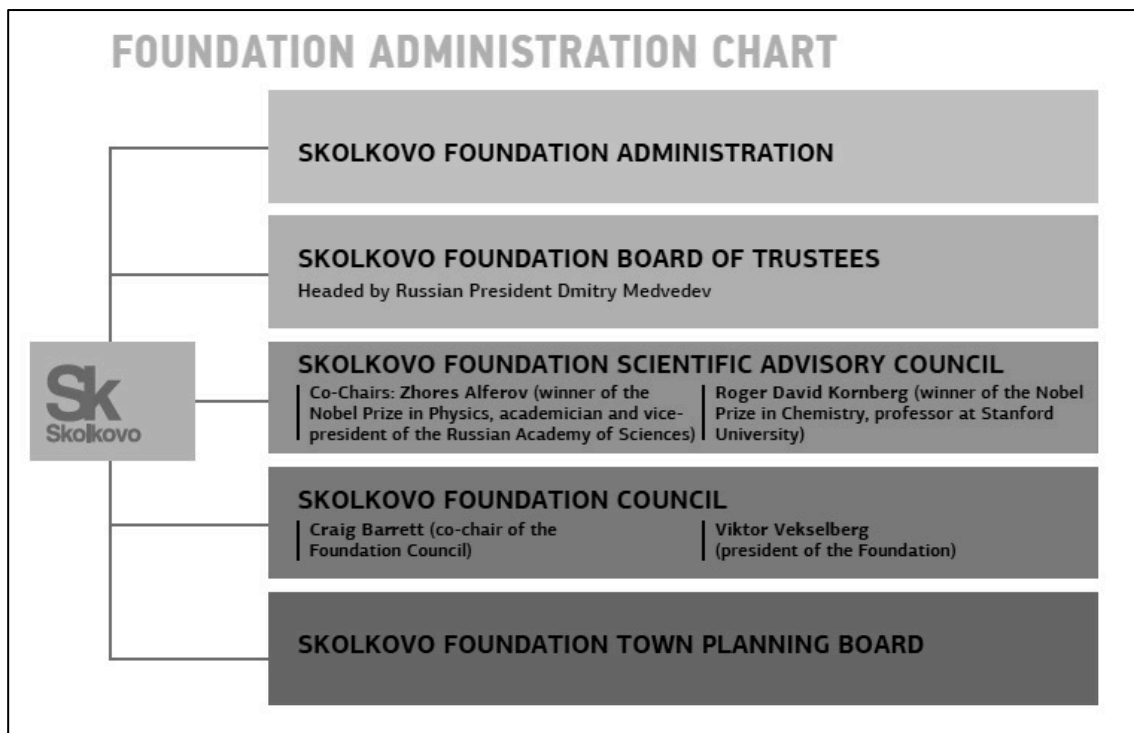 FOUNDATION ADMINISTRATION CHART
SKOLKOVO FOUNDATION ADMINISTRATION
SKOLKOVO FOUNDATION BOARD OF TRUSTEES
Headed by Russian President Dmitry Medvedev
Sk
Skolkovo
SKOLKOVO FOUNDATION SCIENTIFIC ADVISORY COUNCIL
Co-Chairs: Zhores Alferov (winner of the
Nobel Prize in Physics, academician and vice-
president of the Russian Academy of Sciences)
Roger David Kornberg (winner of the Nobel
Prize in Chemistry, professor at Stanford
University)
SKOLKOVO FOUNDATION COUNCIL
Craig Barrett (co-chair of the
Foundation Council)
Viktor Vekselberg
(president of the Foundation)
SKOLKOVO FOUNDATION TOWN PLANNING BOARD